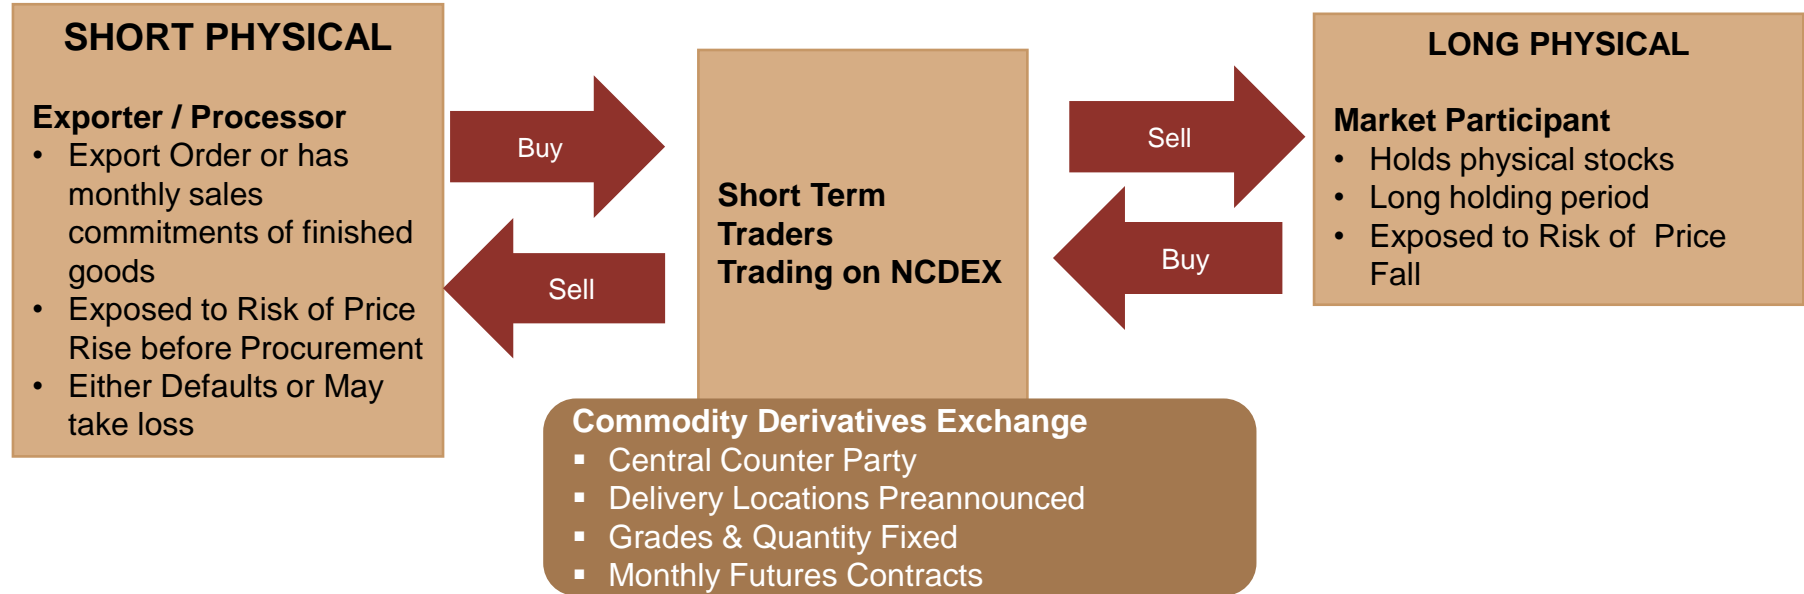 SHORT PHYSICAL
Exporter / Processor
• Export Order or has
monthly sales
commitments of finished
goods
• Exposed to Risk of Price
Rise before Procurement
• Either Defaults or May
take loss
Buy
Sell
Short Term
Traders
Trading on NCDEX
Sell
Buy
LONG PHYSICAL
Market Participant
• Holds physical stocks
• Long holding period
• Exposed to Risk of Price
Fall
Commodity Derivatives Exchange
▪ Central Counter Party
▪ Delivery Locations Preannounced
▪ Grades & Quantity Fixed
▪ Monthly Futures Contracts